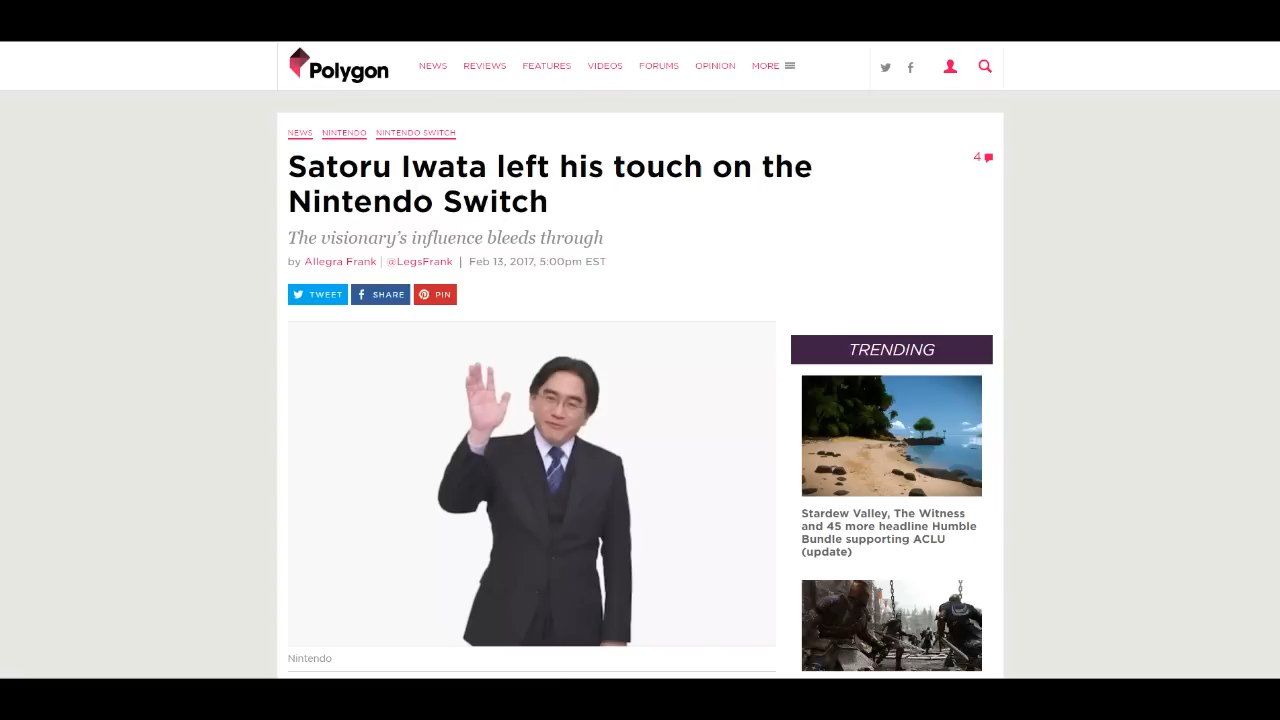 Polygon
NEWS REVIEWS FEATURES VIDEOS FORUMS OPINION MORE
NEWS NINTENDO NINTENDO SWITCH
Satoru Iwata left his touch on the
Nintendo Switch
4
The visionary's influence bleeds through
by Allegra Frank | @LegsFrank | Feb 13, 2017, 5:00pm EST
TWEET SHARE PIN
Nintendo
TRENDING
Stardew Valley, The Witness
and 45 more headline Humble
Bundle supporting ACLU
(update)